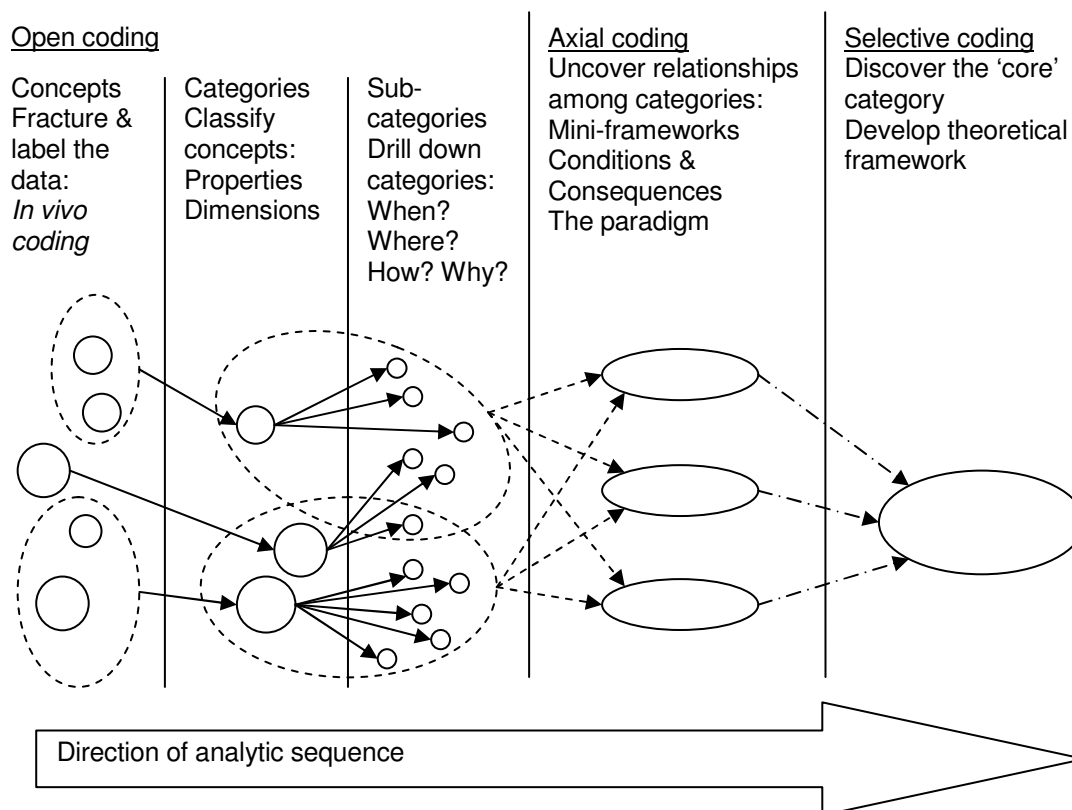 Open coding
Concepts
Fracture &
label the
data:
In vivo
coding
Categories
Classify
concepts:
Properties
Dimensions
Sub-
categories
Drill down
categories:
When?
Where?
How? Why?
Axial coding
Uncover relationships
among categories:
Mini-frameworks
Conditions &
Consequences
The paradigm
Selective coding
Discover the ‘core’
category
Develop theoretical
framework
Direction of analytic sequence